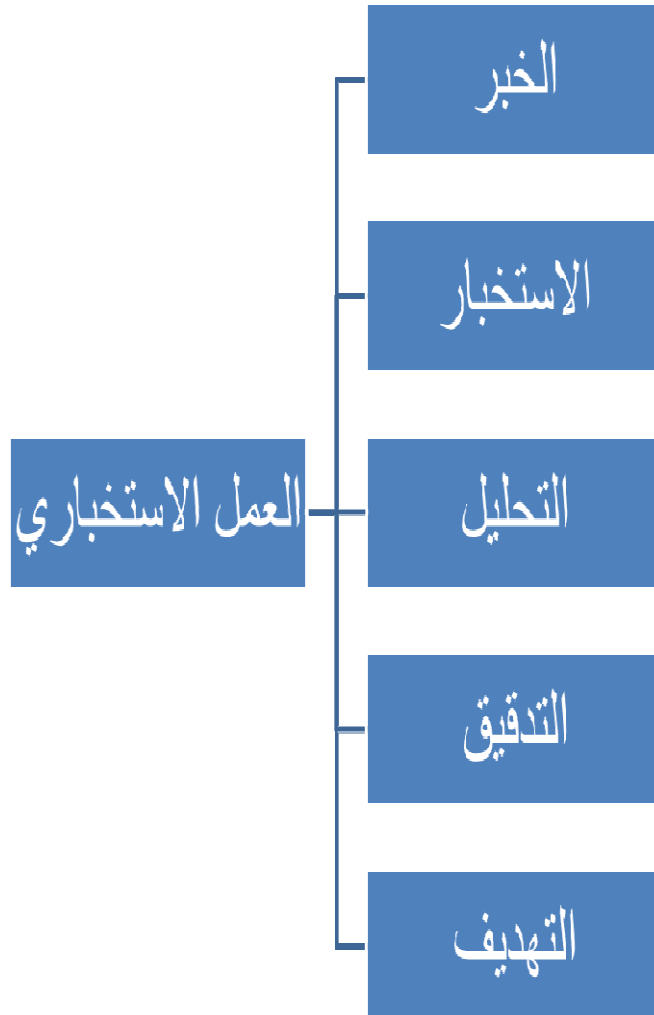 الخبر
الاستخبار
العمل الاستخباري
التحليل
التدقيق
التهديف